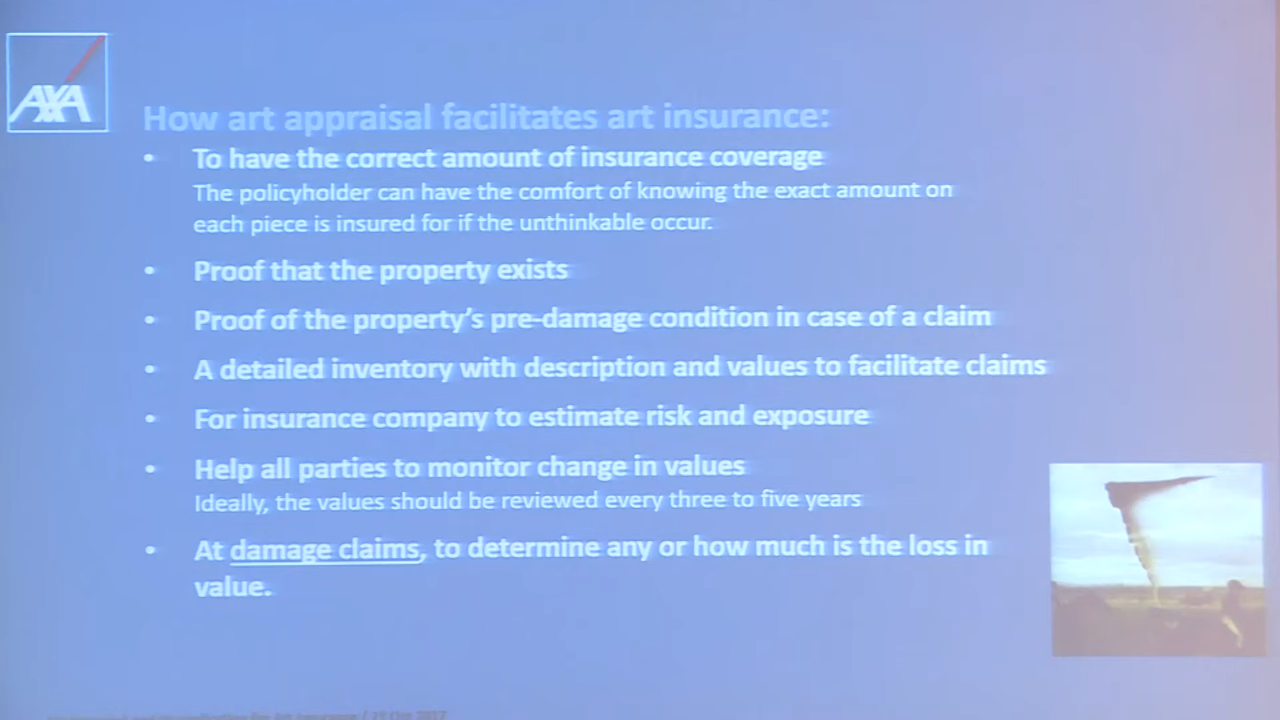 AXA
How art appraisal facilitates art insurance:
• To have the correct amount of insurance coverage
The policyholder can have the comfort of knowing the exact amount on
each piece is insured for if the unthinkable occur.
• Proof that the property exists
• Proof of the property's pre-damage condition in case of a claim
• A detailed inventory with description and values to facilitate claims
• For insurance company to estimate risk and exposure
• Help all parties to monitor change in values
Ideally, the values should be reviewed every three to five years
• At damage claims, to determine any or how much is the loss in
value.